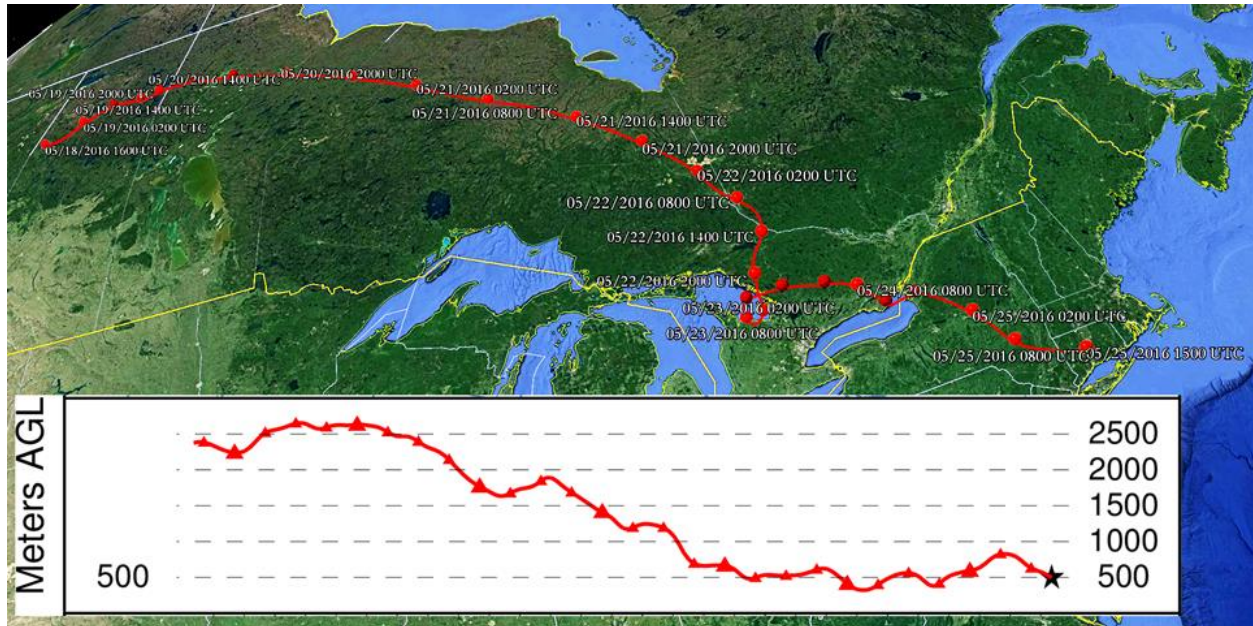 05/20/2016 1400 UTC
05/20/2016 2000 UTC
05/19/2016 2000 UTC
05/21/2016 0200 UTC
05/19/2016 1400 UTC
05/21/2016 0800 UTC
05/21/2016 1400 UTC
05/19/2016 0200 UTC
05/18/2016 1600 UTC
05/21/2016 2000 UTC
05/22/2016 0200 UTC
05/22/2016 0800 UTC
05/22/2016 1400 UTC
05/22/2016 2000 UTC
05/24/2016 0800 UTC
05/23/2016 0200 UTC
05/25/2016 0200 UTC
05/23/2016 0800 UTC
05/25/2016 0800 UTC
05/25/2016 1500 UTC
Meters AGL
2500
2000
1500
1000
500
500